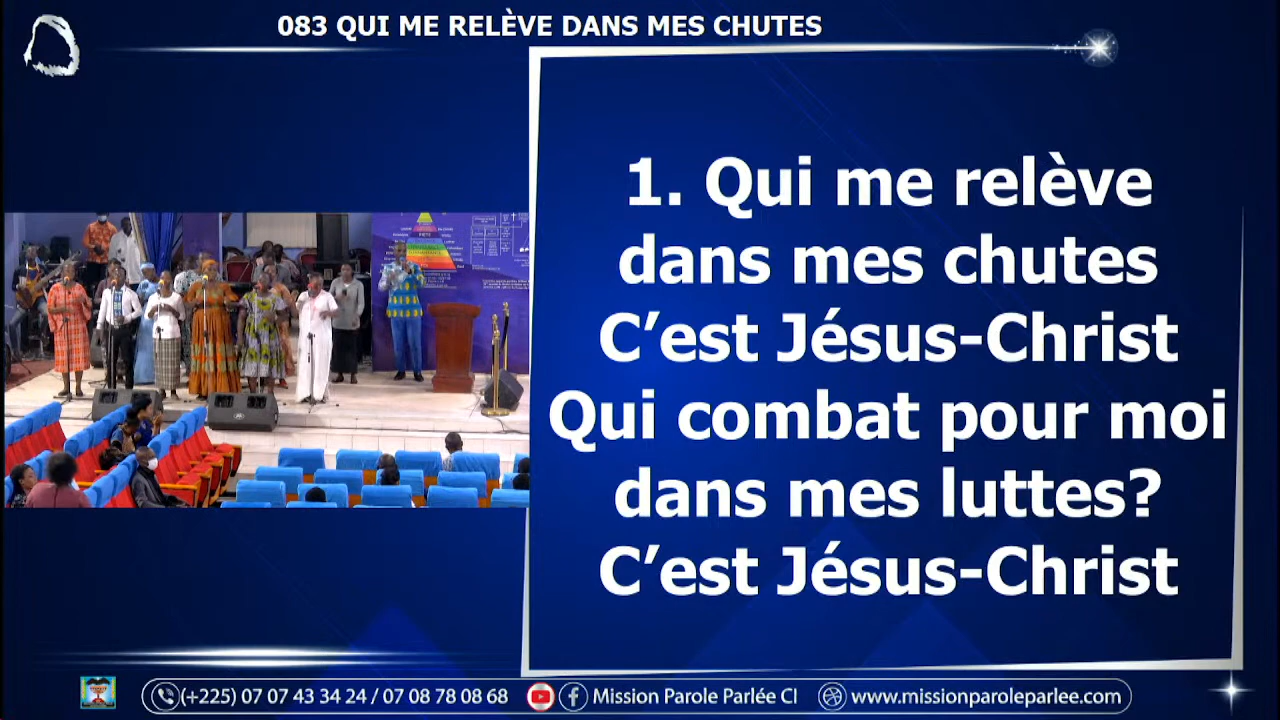 083 QUI ME RELÈVE DANS MES CHUTES
1. Qui me relève
dans mes chutes
C’est Jésus-Christ
Qui combat pour moi
dans mes luttes?
C’est Jésus-Christ
(+225) 07 07 43 34 24 / 07 08 78 08 68
Mission Parole Parlée CI
www.missionparoleparlee.com